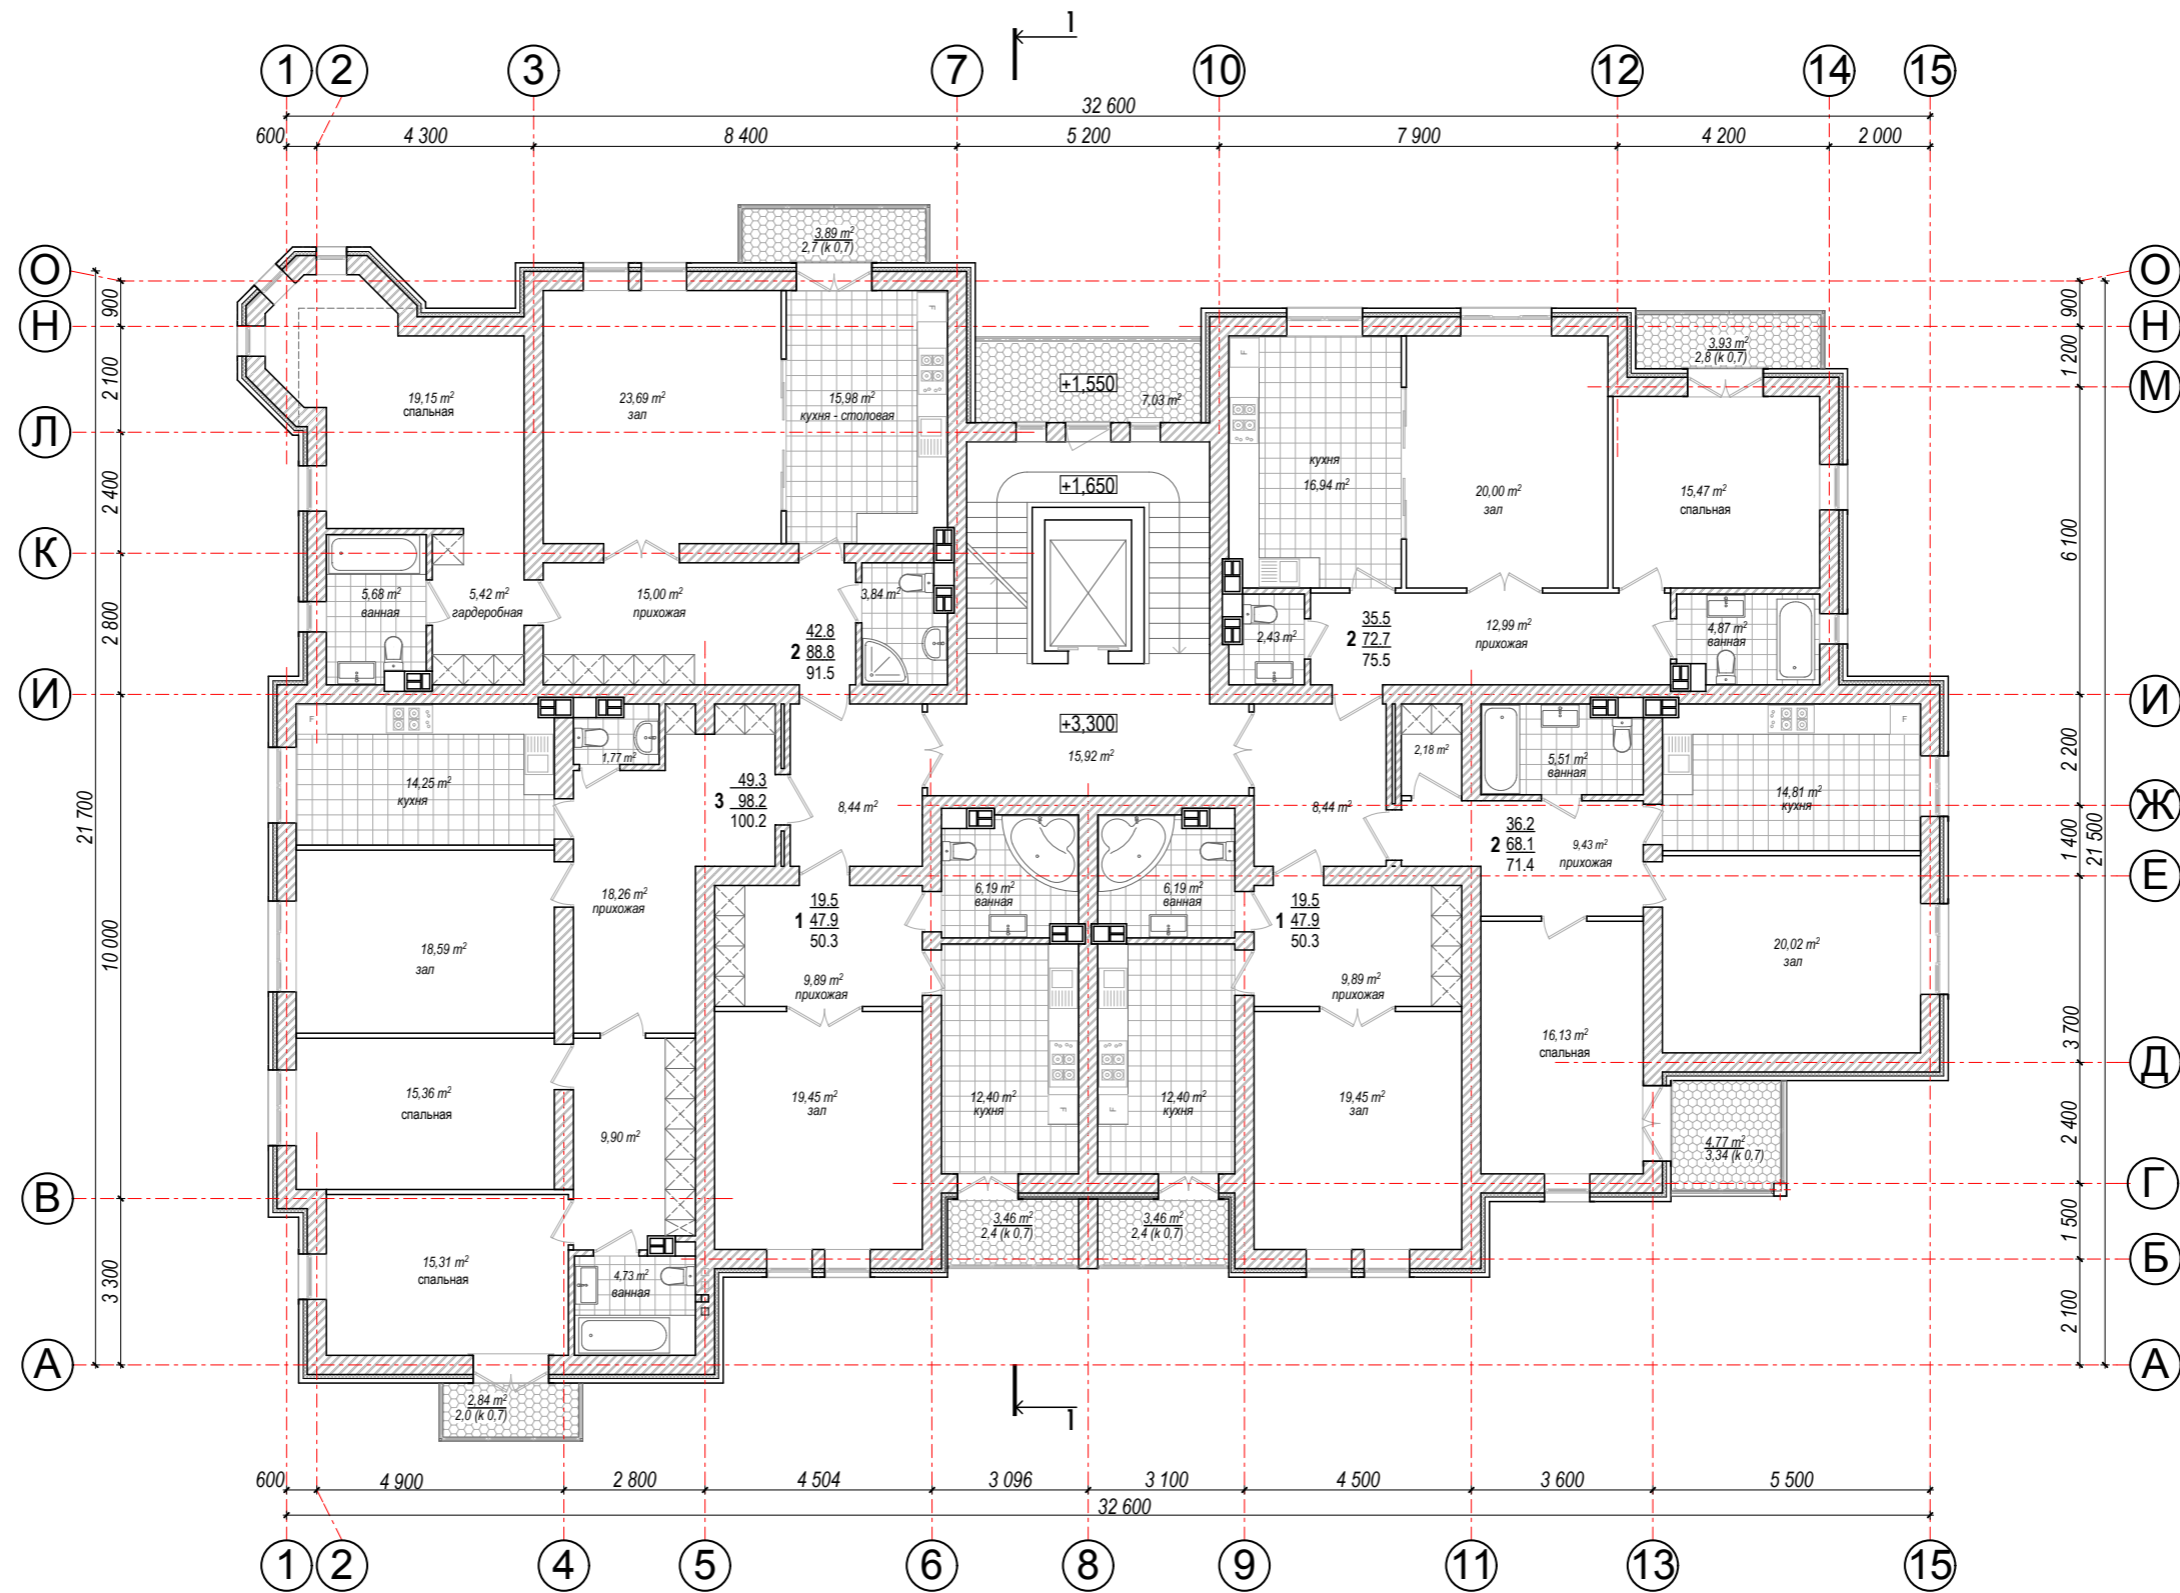 1
1 2 3 7 10 12 14 15
32 600
600 4 300 8 400 5 200 7 900 4 200 2 000
3,89 m²
2,7 (к 0,7)
О О
Н Н
М
Л
К
И И
Ж
Е
Д
В
Г
Б
А А
900
2 100
2 400
2 800
21 700
10 000
3 300
900
1 200
6 100
2 200
1 400
21 500
3 700
2 400
1 500
2 100
19,15 m²
спальная
23,69 m²
зал
15,98 m²
кухня - столовая
F
+1,550
7,03 m²
+1,650
F
кухня
16,94 m²
20,00 m²
зал
3,93 m²
2,8 (к 0,7)
15,47 m²
спальная
5,68 m²
ванная
5,42 m²
гардеробная
15,00 m²
прихожая
3,84 m²
42.8
2 88.8
91.5
2,43 m²
35.5
2 72.7
75.5
12,99 m²
прихожая
4,87 m²
ванная
F
14,25 m²
кухня
1,77 m²
49.3
3 98.2
100.2
8,44 m²
+3,300
15,92 m²
8,44 m²
2,18 m²
5,51 m²
ванная
F
14,81 m²
кухня
36.2
2 68.1
71.4
9,43 m²
прихожая
18,26 m²
прихожая
18,59 m²
зал
19.5
1 47.9
50.3
6,19 m²
ванная
6,19 m²
ванная
19.5
1 47.9
50.3
9,89 m²
прихожая
9,89 m²
прихожая
20,02 m²
зал
16,13 m²
спальная
15,36 m²
спальная
9,90 m²
19,45 m²
зал
12,40 m²
кухня
F
12,40 m²
кухня
F
19,45 m²
зал
4,77 m²
3,34 (к 0,7)
15,31 m²
спальная
4,73 m²
ванная
3,46 m²
2,4 (к 0,7)
3,46 m²
2,4 (к 0,7)
2,84 m²
2,0 (к 0,7)
1
600 4 900 2 800 4 504 3 096 3 100 4 500 3 600 5 500
32 600
1 2 4 5 6 8 9 11 13 15